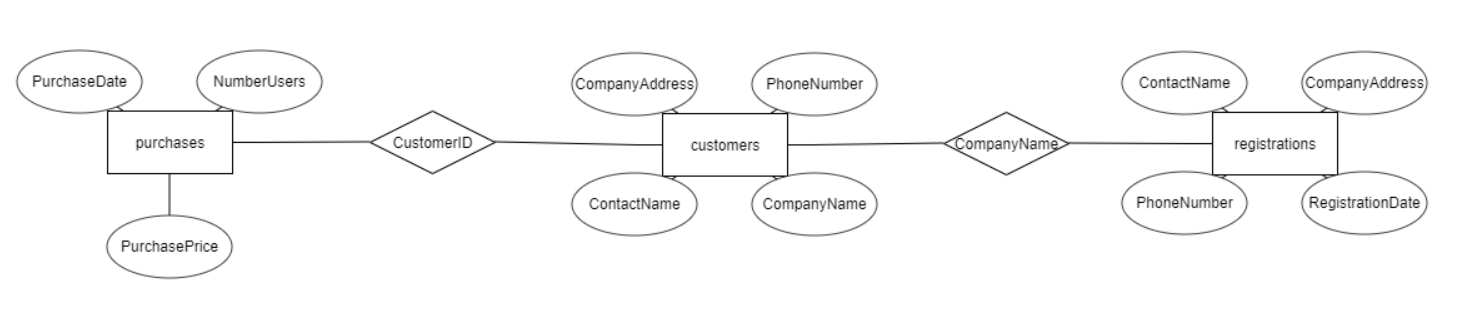 PurchaseDate
NumberUsers
purchases
PurchasePrice
CustomerID
CompanyAddress
PhoneNumber
customers
ContactName
CompanyName
CompanyName
ContactName
CompanyAddress
registrations
PhoneNumber
RegistrationDate